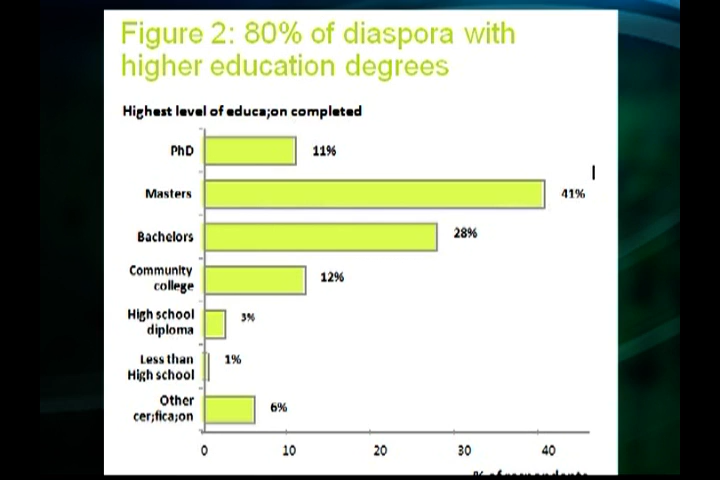 Figure 2: 80% of diaspora with
higher education degrees
Highest level of educa;on completed
PhD 11%
Masters 41%
Bachelors 28%
Community
college 12%
High school
diploma 3%
Less than
High school 1%
Other
cer;fica;on 6%
0 10 20 30 40
% of respondents